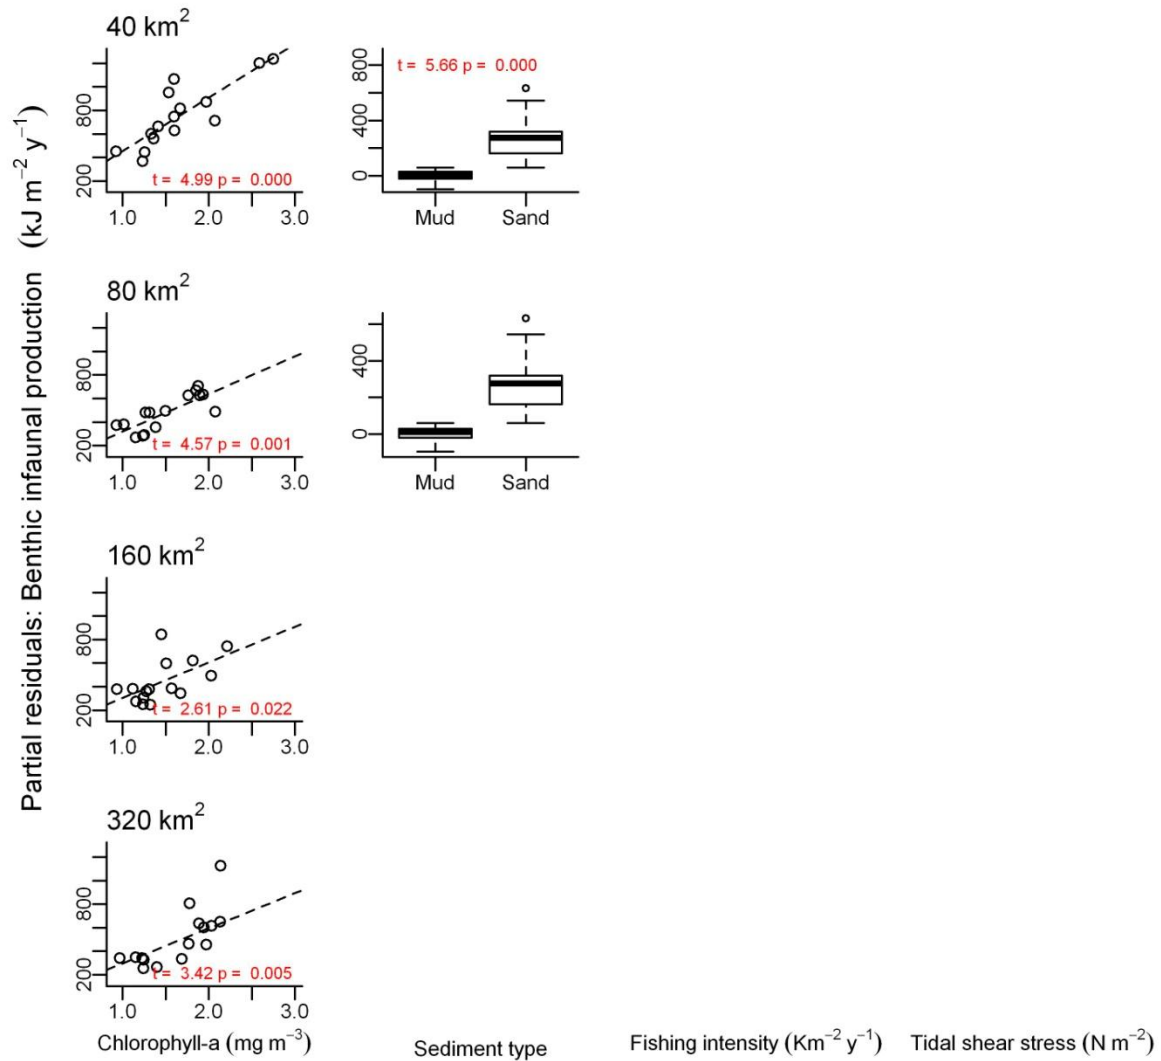 Partial residuals: Benthic infaunal production (kJ m⁻² y⁻¹)
40 km²
800
200
t = 4.99 p = 0.000
1.0 2.0 3.0
800
400
0
t = 5.66 p = 0.000
Mud Sand
80 km²
800
200
t = 4.57 p = 0.001
1.0 2.0 3.0
400
0
Mud Sand
160 km²
800
200
t = 2.61 p = 0.022
1.0 2.0 3.0
320 km²
800
200
t = 3.42 p = 0.005
1.0 2.0 3.0
Chlorophyll-a (mg m⁻³)
Sediment type
Fishing intensity (Km⁻² y⁻¹)
Tidal shear stress (N m⁻²)